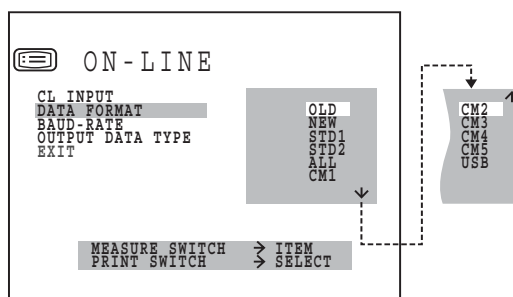 ON-LINE
CL INPUT
DATA FORMAT
BAUD-RATE
OUTPUT DATA TYPE
EXIT
OLD
NEW
STD1
STD2
ALL
CM1
CM2
CM3
CM4
CM5
USB
MEASURE SWITCH → ITEM
PRINT SWITCH → SELECT